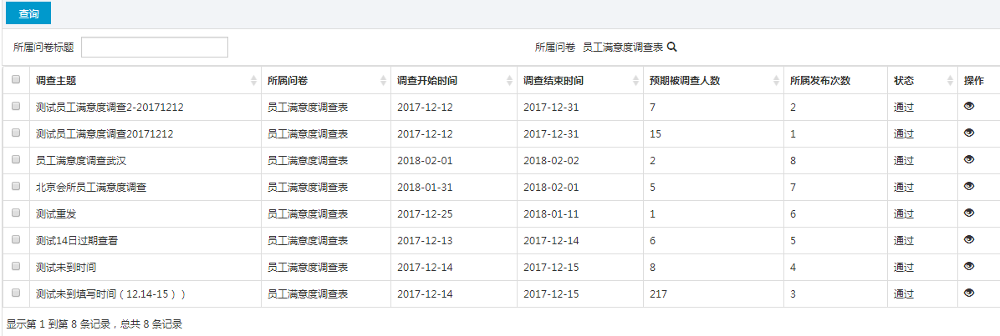 查询
所属问卷标题 所属问卷 员工满意度调查表
调查主题 所属问卷 调查开始时间 调查结束时间 预期被调查人数 所属发布次数 状态 操作
测试员工满意度调查2-20171212 员工满意度调查表 2017-12-12 2017-12-31 7 2 通过
测试员工满意度调查20171212 员工满意度调查表 2017-12-12 2017-12-31 15 1 通过
员工满意度调查武汉 员工满意度调查表 2018-02-01 2018-02-02 2 8 通过
北京会所员工满意度调查 员工满意度调查表 2018-01-31 2018-02-01 5 7 通过
测试重发 员工满意度调查表 2017-12-25 2018-01-11 1 6 通过
测试14日过期查看 员工满意度调查表 2017-12-13 2017-12-14 6 5 通过
测试未到时间 员工满意度调查表 2017-12-14 2017-12-15 8 4 通过
测试未到填写时间（12.14-15）） 员工满意度调查表 2017-12-14 2017-12-15 217 3 通过
显示第 1 到第 8 条记录，总共 8 条记录